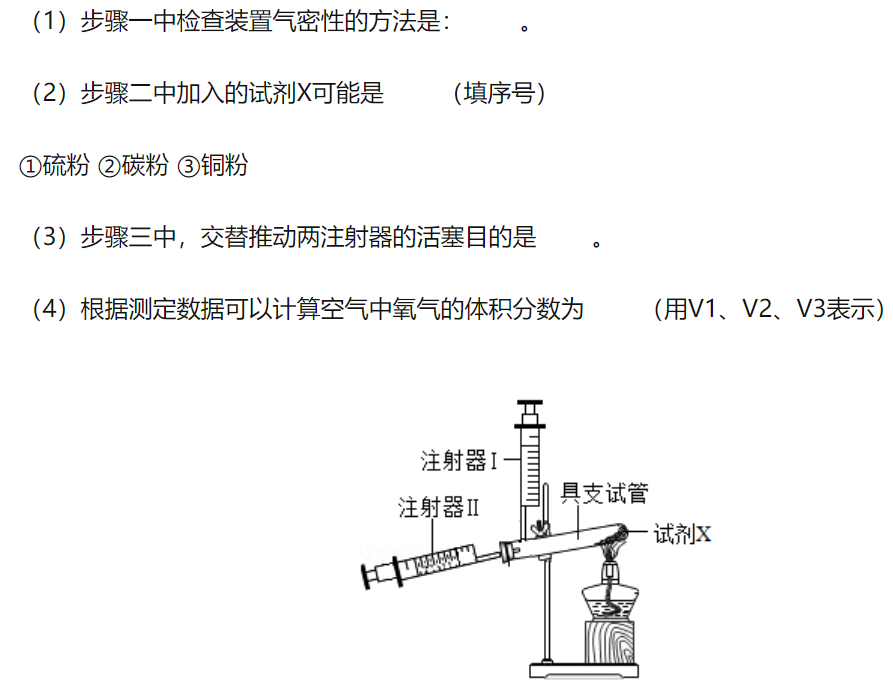 （1）步骤一中检查装置气密性的方法是： 。
（2）步骤二中加入的试剂X可能是 （填序号）
①硫粉 ②碳粉 ③铜粉
（3）步骤三中，交替推动两注射器的活塞目的是 。
（4）根据测定数据可以计算空气中氧气的体积分数为 （用V1、V2、V3表示）
注射器Ⅰ
具支试管
注射器Ⅱ
试剂X